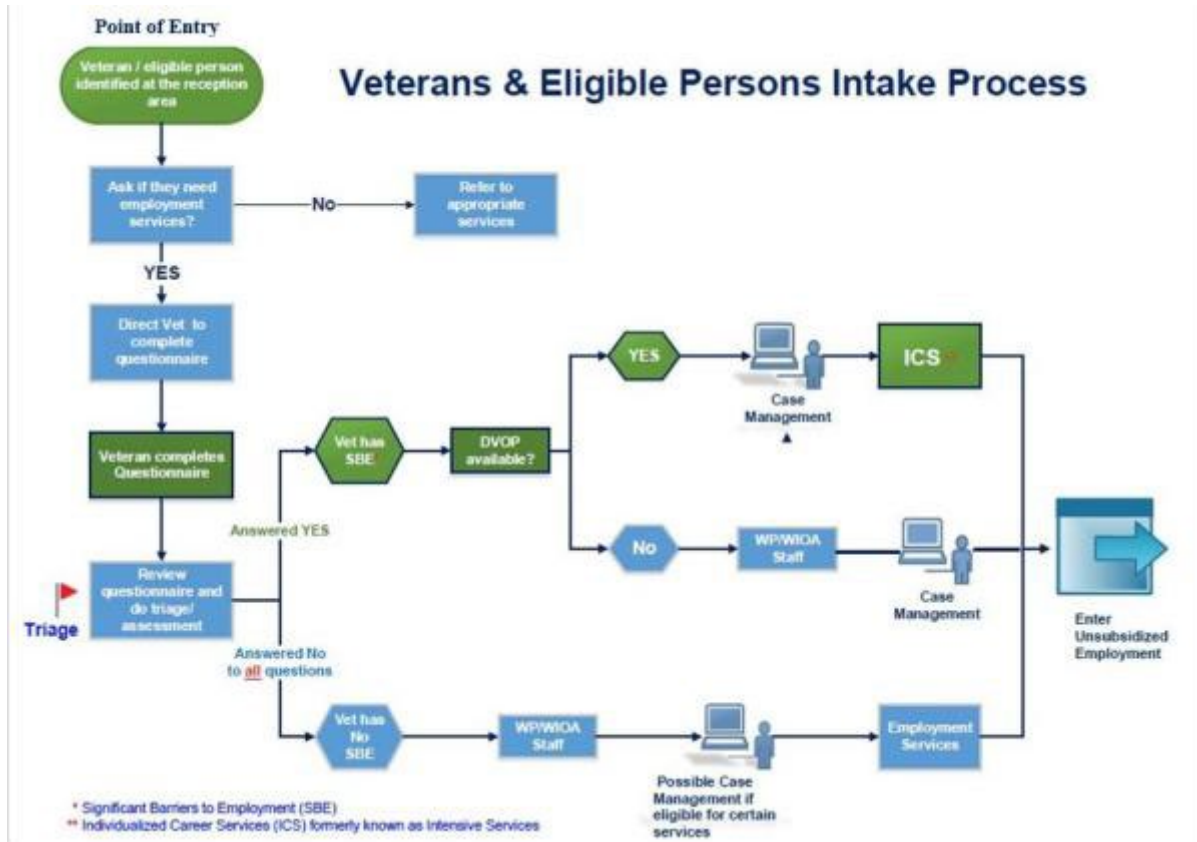 Point of Entry
Veteran / eligible person
identified at the reception
area
Veterans & Eligible Persons Intake Process
Ask if they need
employment
services?
No
Refer to
appropriate
services
YES
Direct Vet to
complete
questionnaire
Veteran completes
Questionnaire
Review
questionnaire and
do triage/
assessment
Triage
Answered YES
Vet has
SBE
DVOP
available?
YES
Case
Management
ICS**
No
WP/WIOA
Staff
Case
Management
Enter
Unsubsidized
Employment
Answered No
to all questions
Vet has
No
SBE
WP/WIOA
Staff
Possible Case
Management if
eligible for certain
services
Employment
Services
* Significant Barriers to Employment (SBE)
** Individualized Career Services (ICS) formerly known as Intensive Services